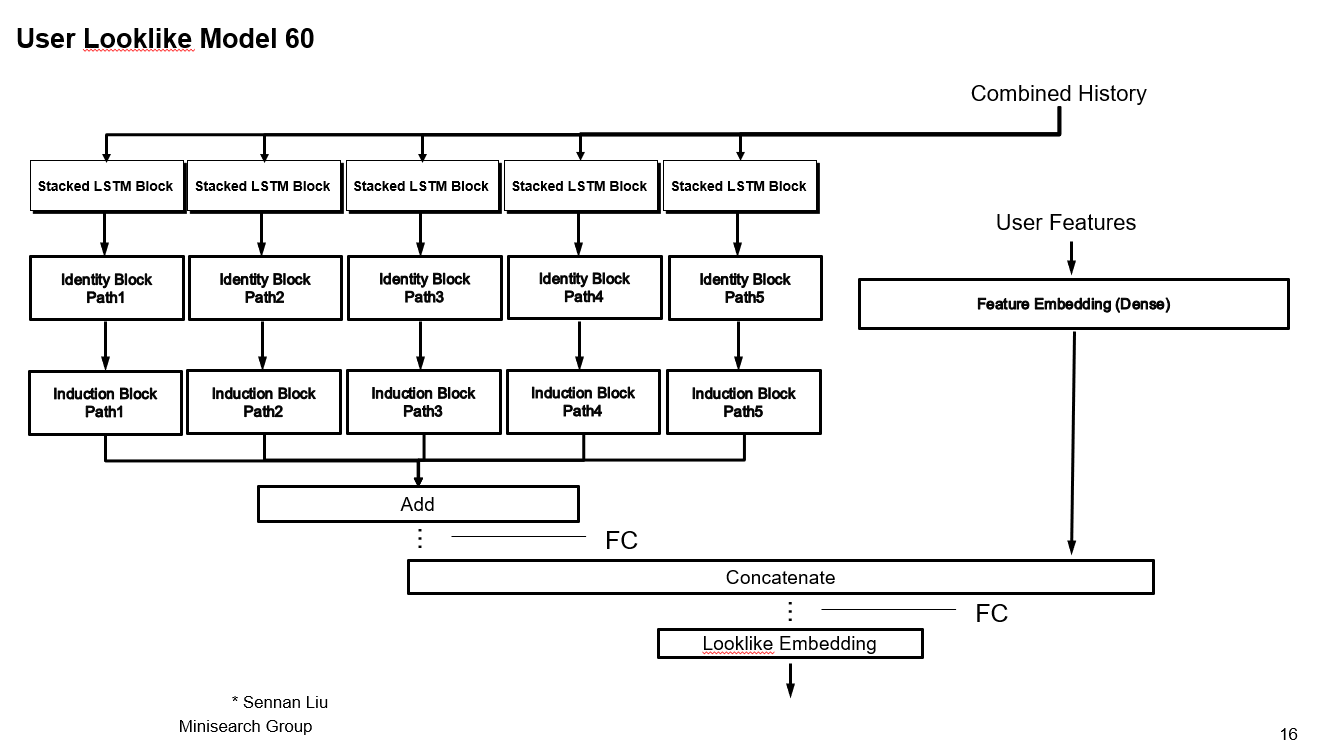 User Looklike Model 60
Combined History
Stacked LSTM Block
Stacked LSTM Block
Stacked LSTM Block
Stacked LSTM Block
Stacked LSTM Block
User Features
Identity Block
Path1
Identity Block
Path2
Identity Block
Path3
Identity Block
Path4
Identity Block
Path5
Feature Embedding (Dense)
Induction Block
Path1
Induction Block
Path2
Induction Block
Path3
Induction Block
Path4
Induction Block
Path5
Add
FC
Concatenate
FC
Looklike Embedding
* Sennan Liu
Minisearch Group
16